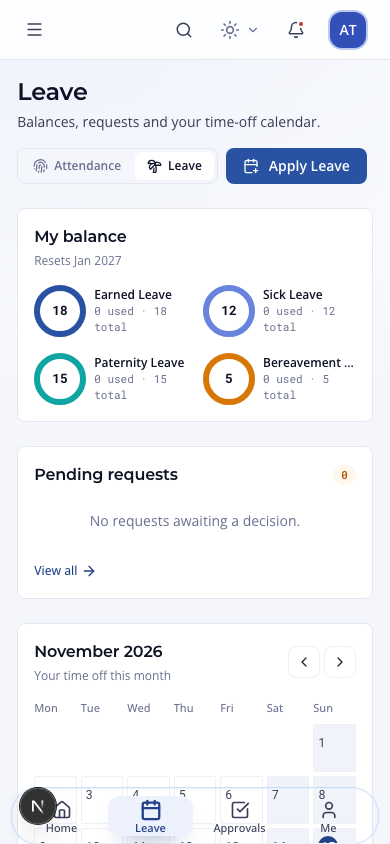 AT
Leave
Balances, requests and your time-off calendar.
Attendance
Leave
Apply Leave
My balance
Resets Jan 2027
18
Earned Leave
0 used · 18
total
12
Sick Leave
0 used · 12
total
15
Paternity Leave
0 used · 15
total
5
Bereavement ...
0 used · 5
total
Pending requests
0
No requests awaiting a decision.
View all
November 2026
Your time off this month
Mon Tue Wed Thu Fri Sat Sun
1
3 4 5 6 7 8
N
Home
Leave
Approvals
Me